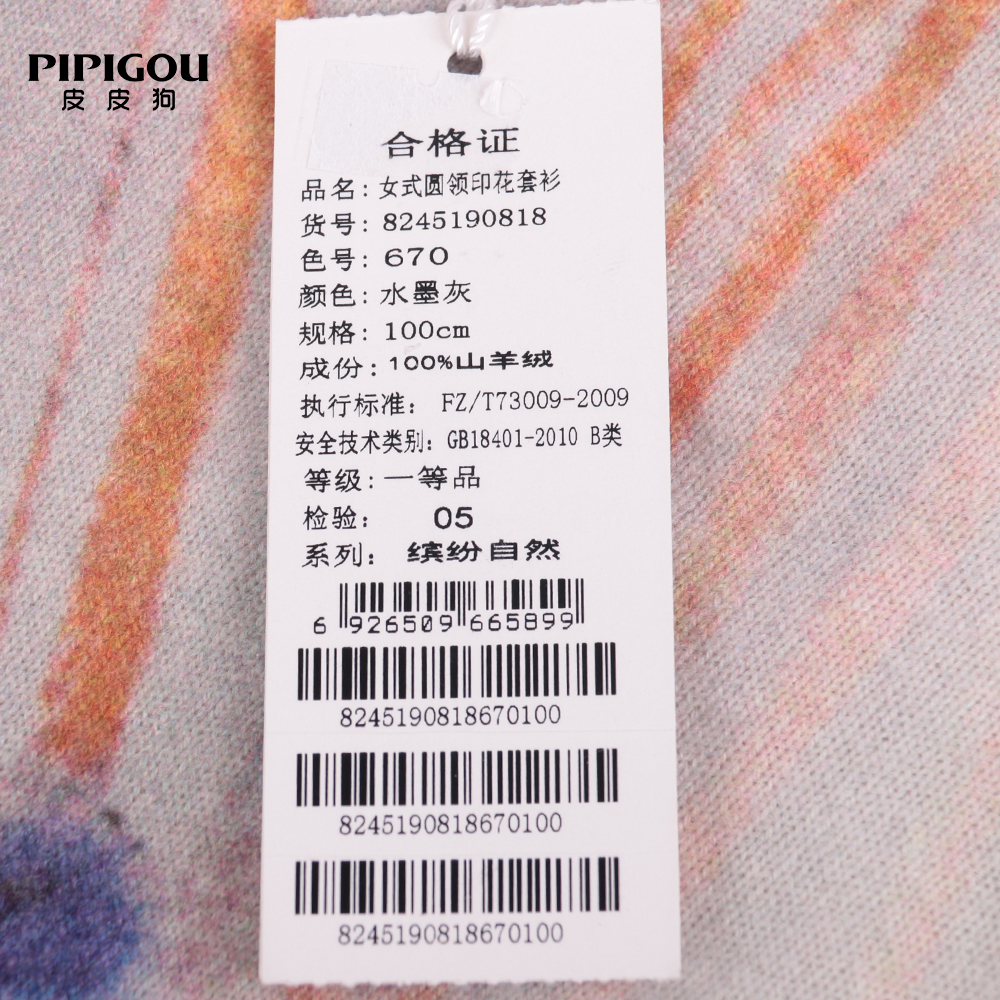 PIPIGOU
皮皮狗
合格证
品名:女式圆领印花套衫
货号:8245190818
色号:670
颜色:水墨灰
规格:100cm
成份:100%山羊绒
执行标准: FZ/T73009-2009
安全技术类别:GB18401-2010 B类
等级:一等品
检验: 05
系列: 缤纷自然
6 926509 665899
8245190818670100
8245190818670100
8245190818670100